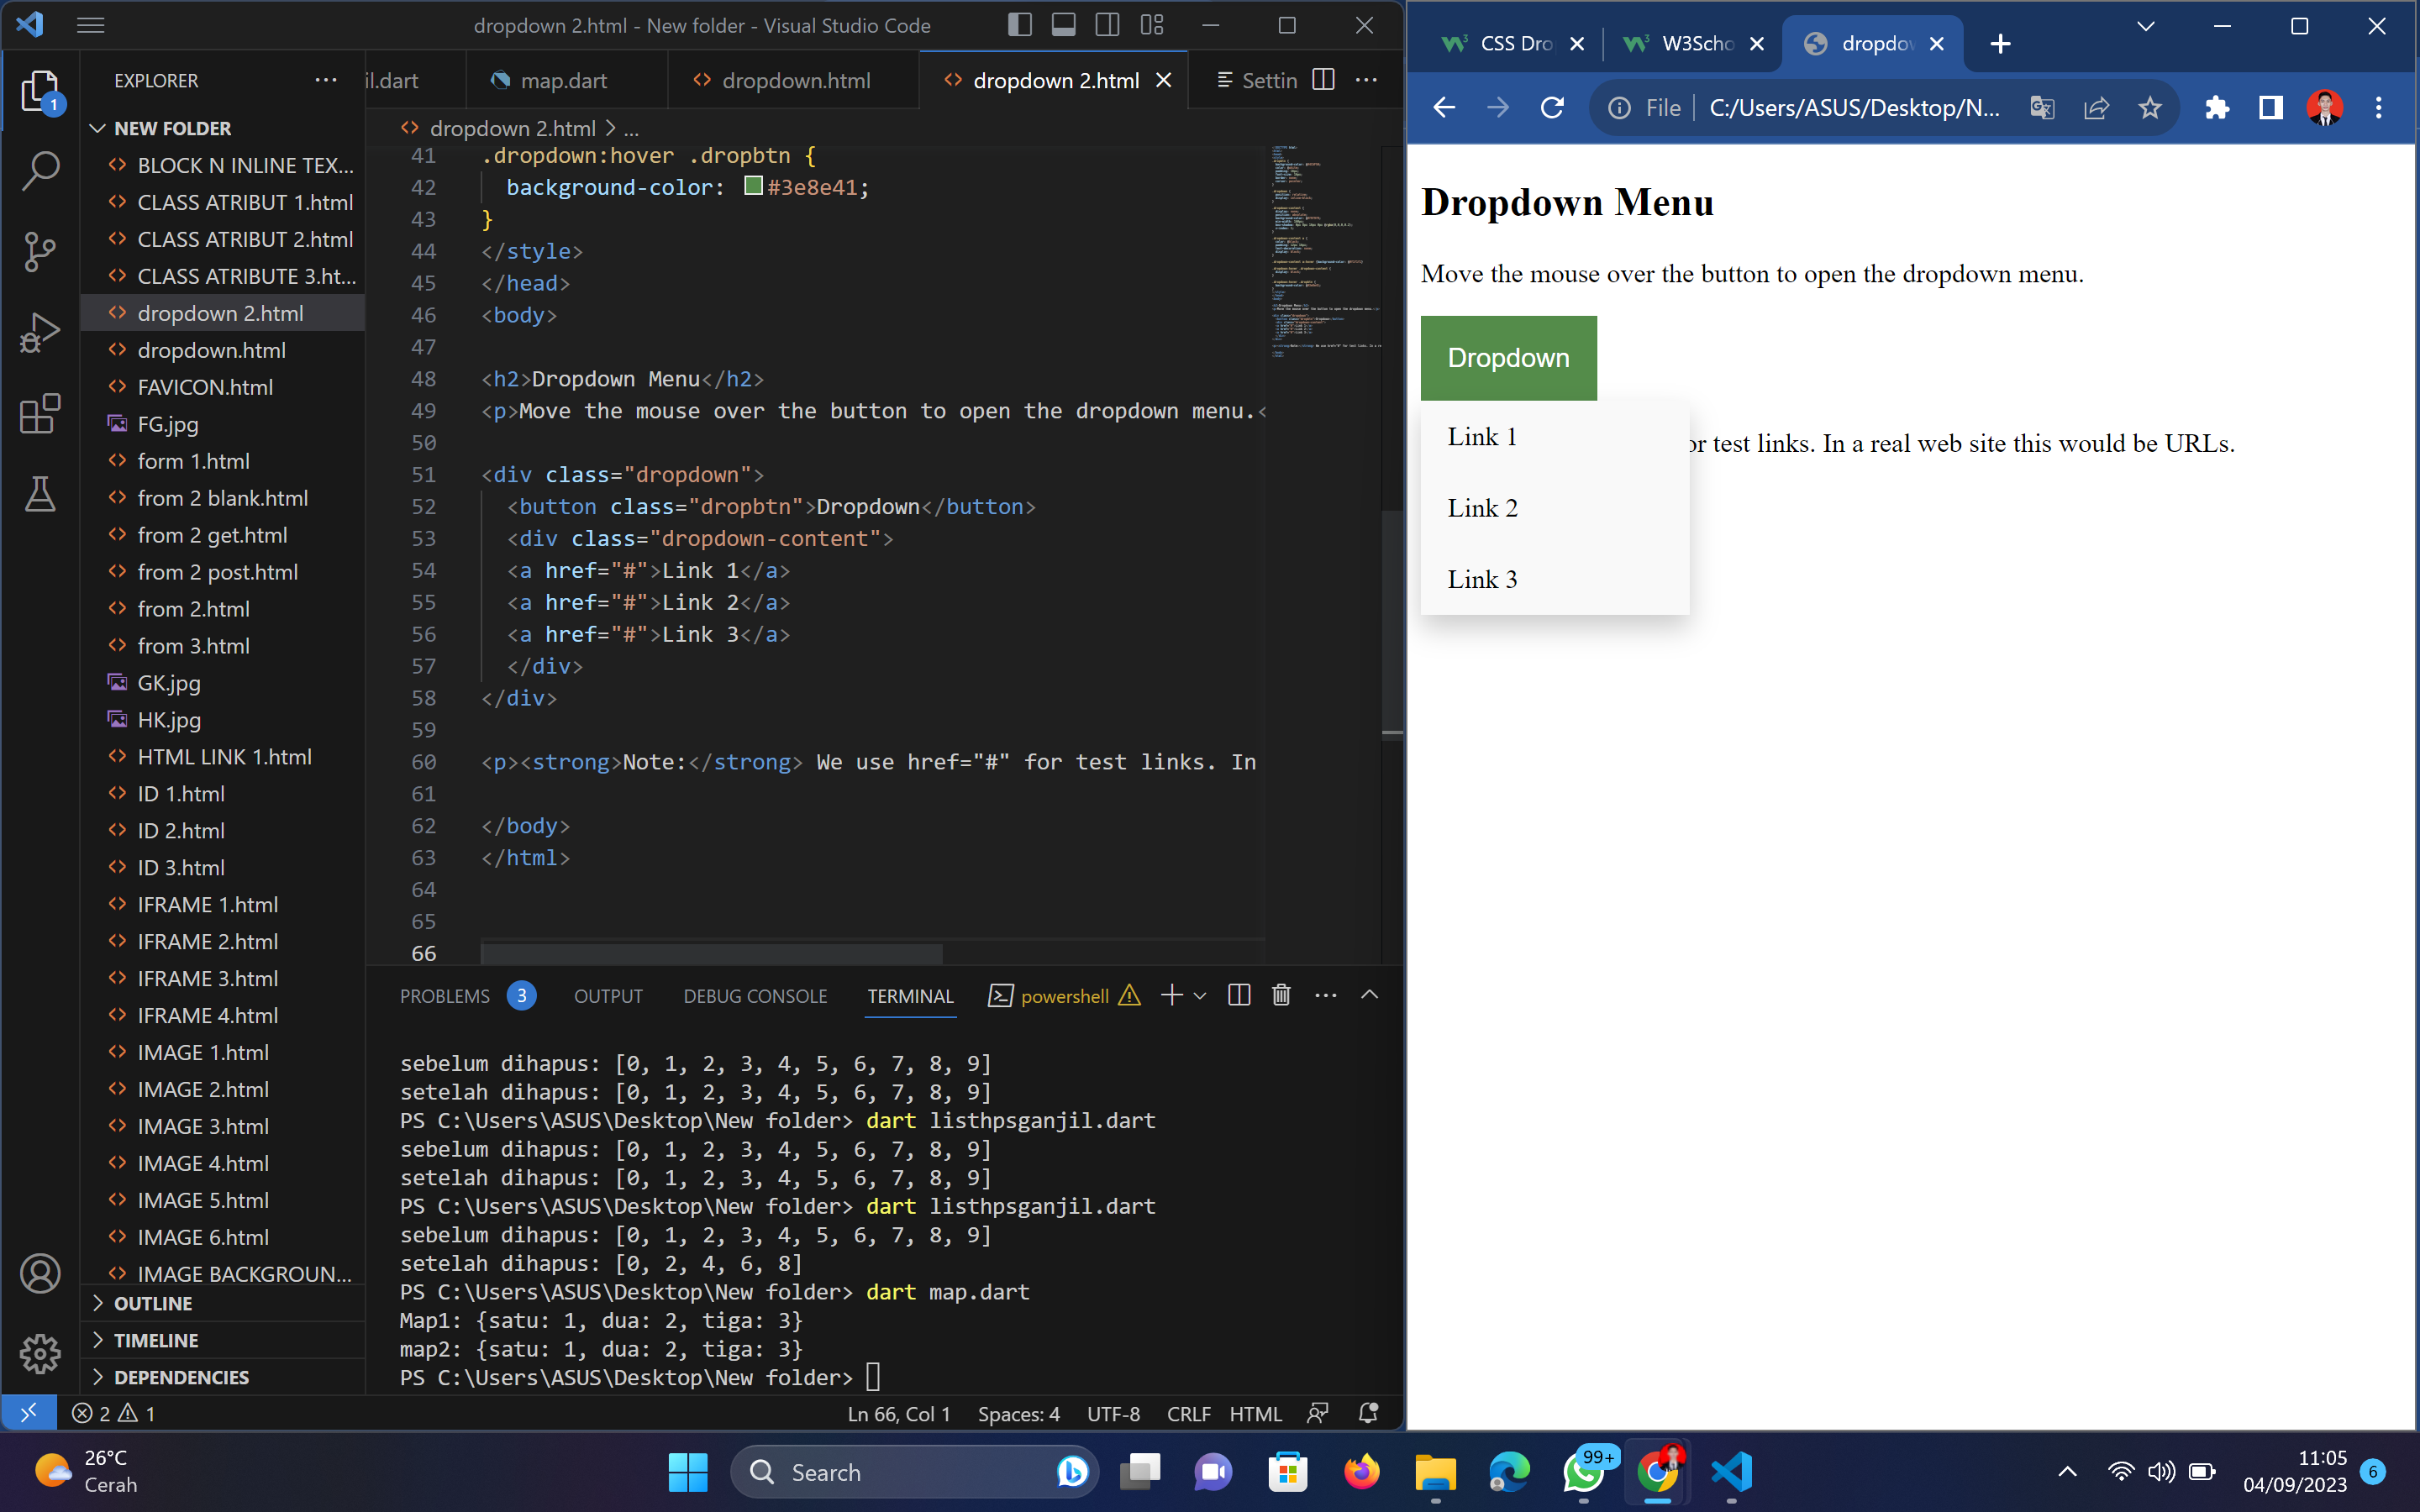 dropdown 2.html - New folder - Visual Studio Code
EXPLORER
NEW FOLDER
BLOCK N INLINE TEX...
CLASS ATRIBUT 1.html
CLASS ATRIBUT 2.html
CLASS ATRIBUTE 3.ht...
dropdown 2.html
dropdown.html
FAVICON.html
FG.jpg
form 1.html
from 2 blank.html
from 2 get.html
from 2 post.html
from 2.html
from 3.html
GK.jpg
HK.jpg
HTML LINK 1.html
ID 1.html
ID 2.html
ID 3.html
IFRAME 1.html
IFRAME 2.html
IFRAME 3.html
IFRAME 4.html
IMAGE 1.html
IMAGE 2.html
IMAGE 3.html
IMAGE 4.html
IMAGE 5.html
IMAGE 6.html
IMAGE BACKGROUN...
OUTLINE
TIMELINE
DEPENDENCIES
1
il.dart
map.dart
dropdown.html
dropdown 2.html
Settin
dropdown 2.html > ...
41 .dropdown:hover .dropbtn {
42 background-color: #3e8e41;
43 }
44 </style>
45 </head>
46 <body>
47
48 <h2>Dropdown Menu</h2>
49 <p>Move the mouse over the button to open the dropdown menu.<
50
51 <div class="dropdown">
52 <button class="dropbtn">Dropdown</button>
53 <div class="dropdown-content">
54 <a href="#">Link 1</a>
55 <a href="#">Link 2</a>
56 <a href="#">Link 3</a>
57 </div>
58 </div>
59
60 <p><strong>Note:</strong> We use href="#" for test links. In
61
62 </body>
63 </html>
64
65
66
PROBLEMS 3 OUTPUT DEBUG CONSOLE TERMINAL powershell
sebelum dihapus: [0, 1, 2, 3, 4, 5, 6, 7, 8, 9]
setelah dihapus: [0, 1, 2, 3, 4, 5, 6, 7, 8, 9]
PS C:\Users\ASUS\Desktop\New folder> dart listhpsganjil.dart
sebelum dihapus: [0, 1, 2, 3, 4, 5, 6, 7, 8, 9]
setelah dihapus: [0, 1, 2, 3, 4, 5, 6, 7, 8, 9]
PS C:\Users\ASUS\Desktop\New folder> dart listhpsganjil.dart
sebelum dihapus: [0, 1, 2, 3, 4, 5, 6, 7, 8, 9]
setelah dihapus: [0, 2, 4, 6, 8]
PS C:\Users\ASUS\Desktop\New folder> dart map.dart
Map1: {satu: 1, dua: 2, tiga: 3}
map2: {satu: 1, dua: 2, tiga: 3}
PS C:\Users\ASUS\Desktop\New folder>
2 1
Ln 66, Col 1 Spaces: 4 UTF-8 CRLF HTML
CSS Dro
W3Scho
dropdov
File C:/Users/ASUS/Desktop/N...
Dropdown Menu
Move the mouse over the button to open the dropdown menu.
Dropdown
Link 1
or test links. In a real web site this would be URLs.
Link 2
Link 3
26°C
Cerah
Search
99+
11:05
04/09/2023
6